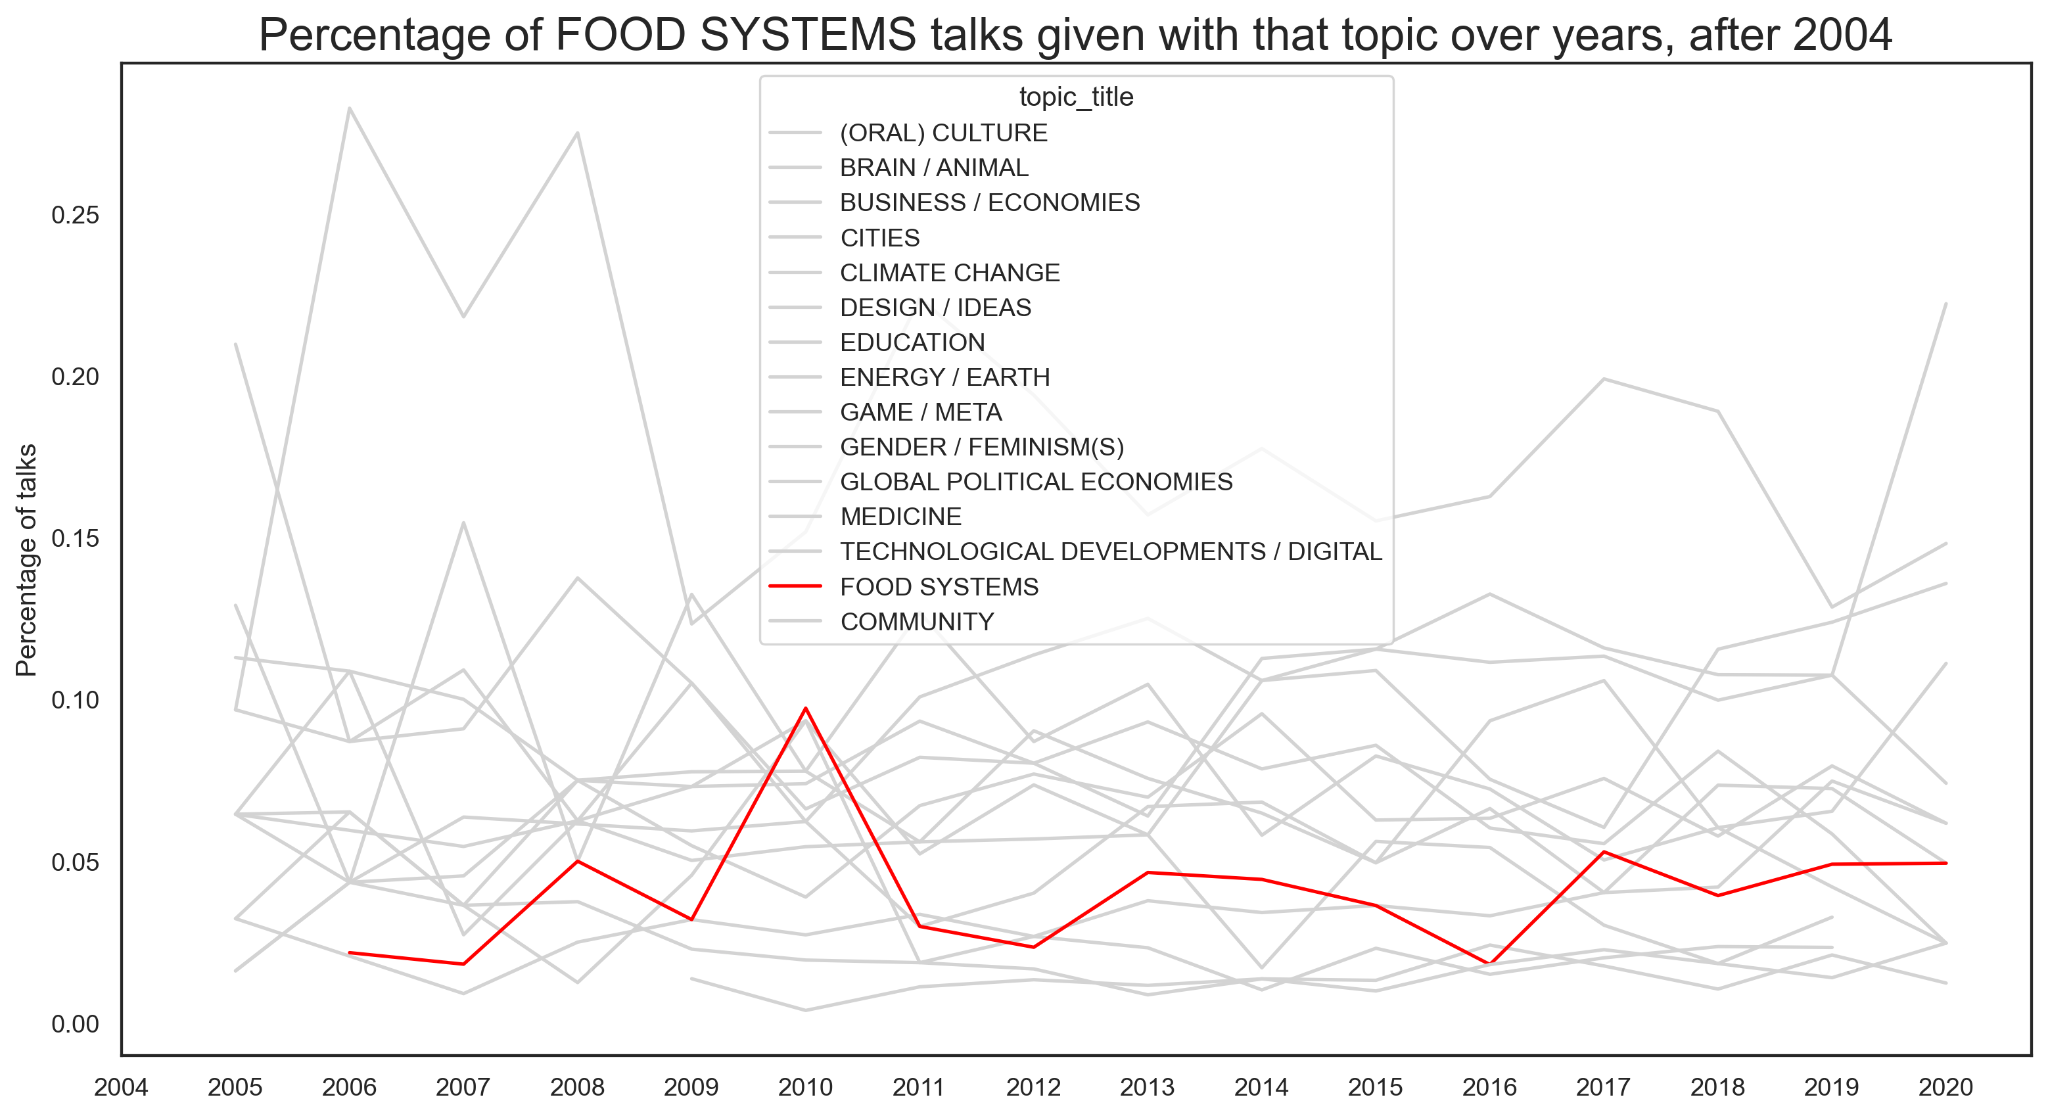 Percentage of FOOD SYSTEMS talks given with that topic over years, after 2004
topic_title
(ORAL) CULTURE
BRAIN / ANIMAL
BUSINESS / ECONOMIES
CITIES
CLIMATE CHANGE
DESIGN / IDEAS
EDUCATION
ENERGY / EARTH
GAME / META
GENDER / FEMINISM(S)
GLOBAL POLITICAL ECONOMIES
MEDICINE
TECHNOLOGICAL DEVELOPMENTS / DIGITAL
FOOD SYSTEMS
COMMUNITY
Percentage of talks
0.25
0.20
0.15
0.10
0.05
0.00
2004 2005 2006 2007 2008 2009 2010 2011 2012 2013 2014 2015 2016 2017 2018 2019 2020